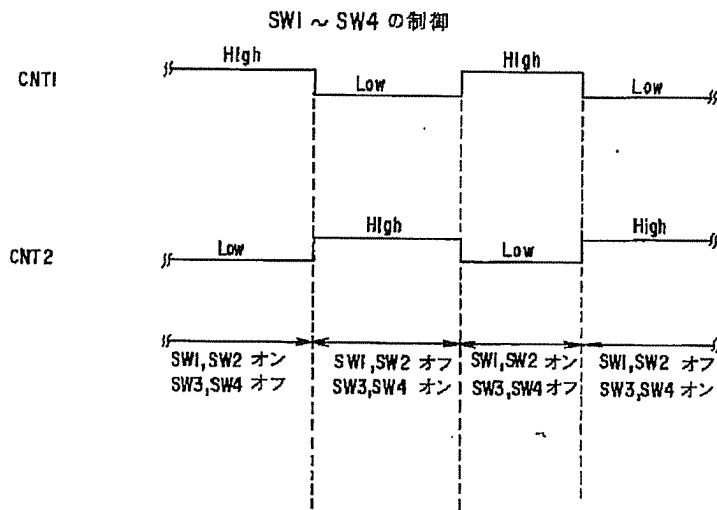 SW1 ~ SW4 の制御
CNT1
High
Low
High
Low
CNT2
Low
High
Low
High
SW1,SW2 オン
SW3,SW4 オフ
SW1,SW2 オフ
SW3,SW4 オン
SW1,SW2 オン
SW3,SW4 オフ
SW1,SW2 オフ
SW3,SW4 オン